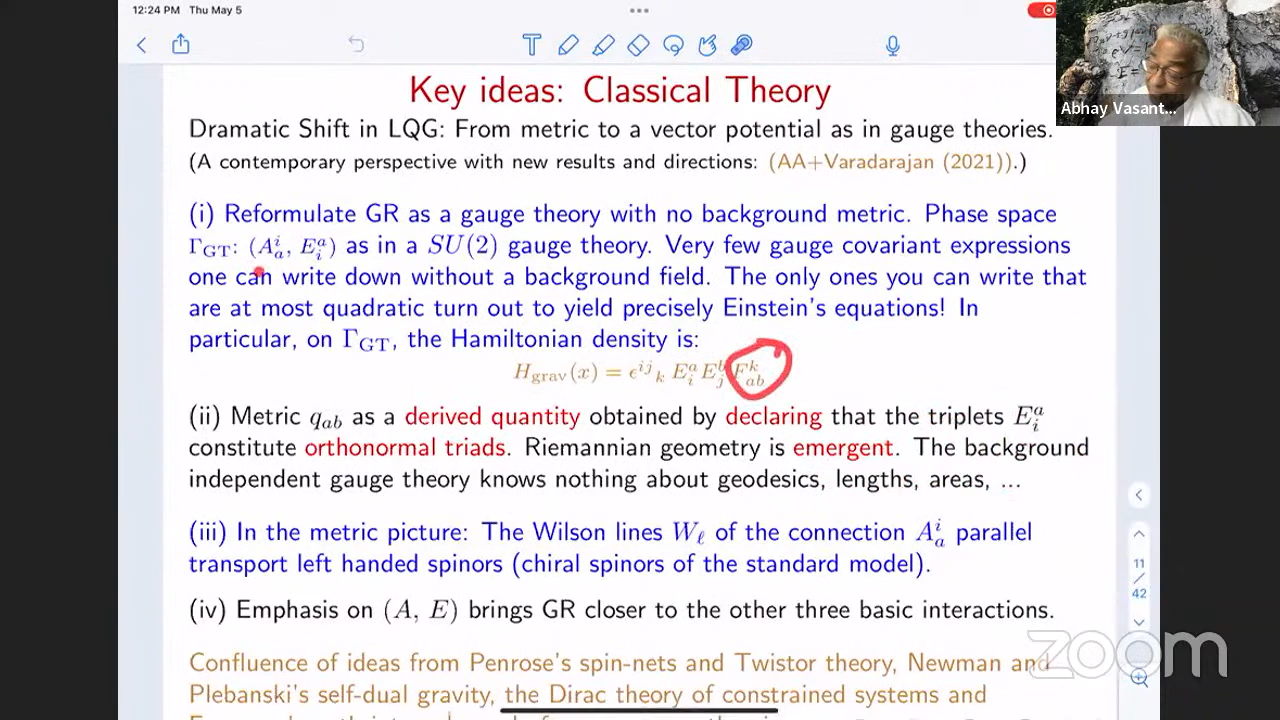 12:24 PM Thu May 5
Key ideas: Classical Theory
Abhay Vasant...
Dramatic Shift in LQG: From metric to a vector potential as in gauge theories.
(A contemporary perspective with new results and directions: (AA+Varadarajan (2021)).)
(i) Reformulate GR as a gauge theory with no background metric. Phase space
Γ_GT: (A_a^i, E_i^a) as in a SU(2) gauge theory. Very few gauge covariant expressions
one can write down without a background field. The only ones you can write that
are at most quadratic turn out to yield precisely Einstein's equations! In
particular, on Γ_GT, the Hamiltonian density is:
H_grav(x) = ϵ^{ij}_k E_i^a E_j^b F_{ab}^k
(ii) Metric q_ab as a derived quantity obtained by declaring that the triplets E_i^a
constitute orthonormal triads. Riemannian geometry is emergent. The background
independent gauge theory knows nothing about geodesics, lengths, areas, ...
(iii) In the metric picture: The Wilson lines W_ℓ of the connection A_a^i parallel
transport left handed spinors (chiral spinors of the standard model).
(iv) Emphasis on (A, E) brings GR closer to the other three basic interactions.
Confluence of ideas from Penrose's spin-nets and Twistor theory, Newman and
Plebanski's self-dual gravity, the Dirac theory of constrained systems and
11
/
42
zoom